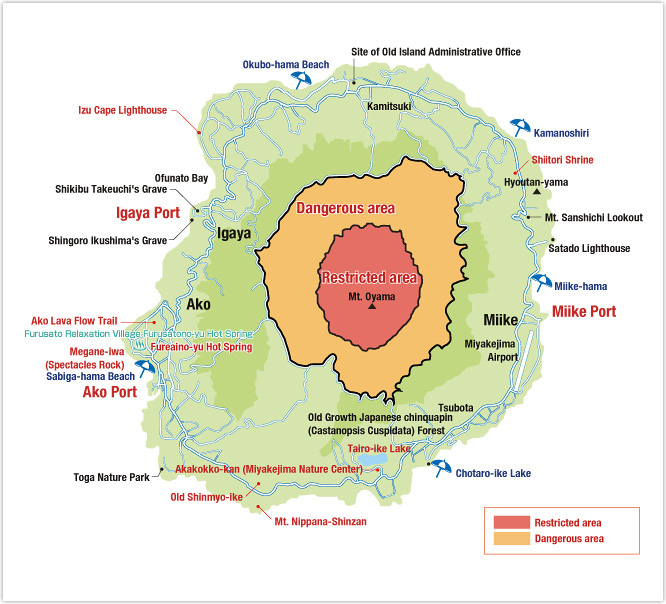 Site of Old Island Administrative Office
Okubo-hama Beach
Kamitsuki
Izu Cape Lighthouse
Kamanoshiri
Shiitori Shrine
Ofunato Bay
Hyoutan-yama
Shikibu Takeuchi's Grave
Igaya Port
Dangerous area
Mt. Sanshichi Lookout
Igaya
Shingoro Ikushima's Grave
Satado Lighthouse
Restricted area
Mt. Oyama
Miike-hama
Ako
Miike Port
Miike
Ako Lava Flow Trail
Furusato Relaxation Village Furusatono-yu Hot Spring
Fureaino-yu Hot Spring
Miyakejima
Airport
Megane-iwa
(Spectacles Rock)
Sabiga-hama Beach
Ako Port
Tsubota
Old Growth Japanese chinquapin
(Castanopsis Cuspidata) Forest
Tairo-ike Lake
Akakokko-kan (Miyakejima Nature Center)
Chotaro-ike Lake
Toga Nature Park
Old Shinmyo-ike
Mt. Nippana-Shinzan
Restricted area
Dangerous area